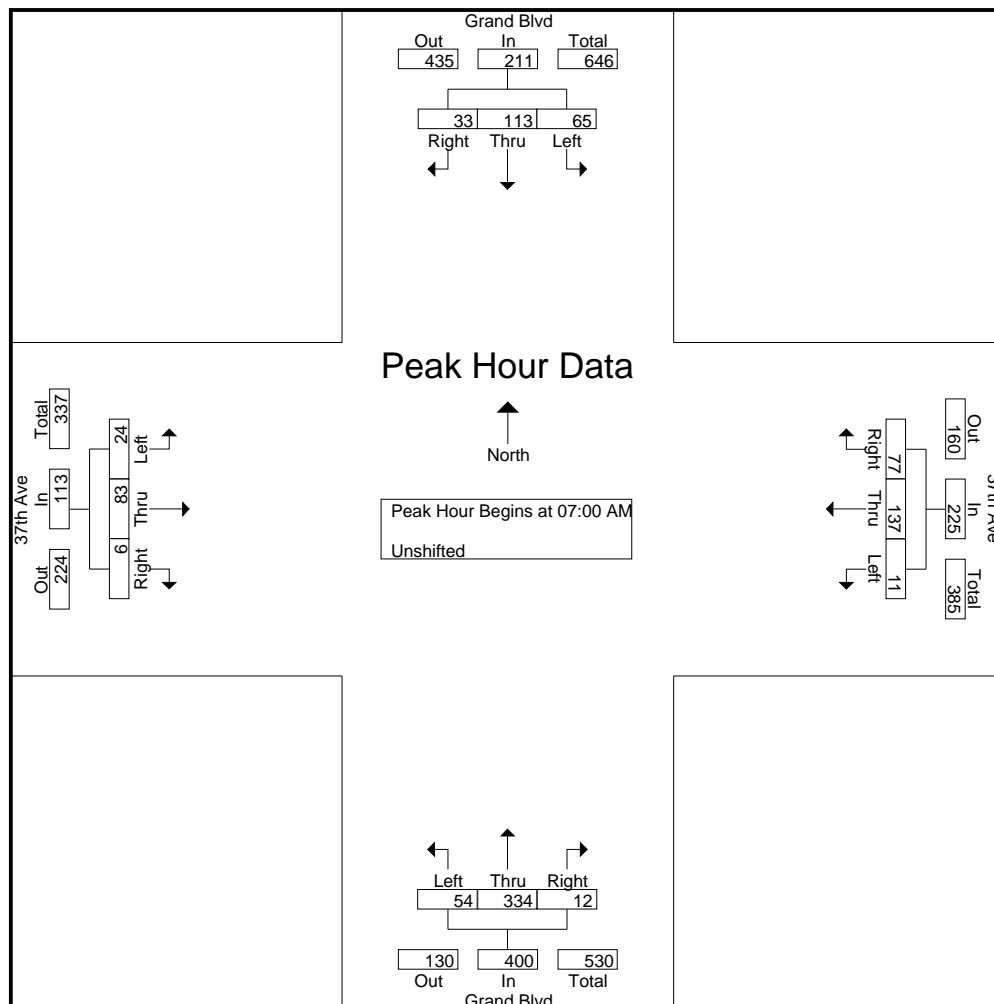 Grand Blvd
Out In Total
435 211 646
33 113 65
Right Thru Left
Peak Hour Data
North
Peak Hour Begins at 07:00 AM
Unshifted
37th Ave
Total In Out
337 113 224
24 83 6
Left Thru Right
Right Thru Left
77 137 11
160 225 385
Out In Total
37th Ave
Left Thru Right
54 334 12
130 400 530
Out In Total
Grand Blvd